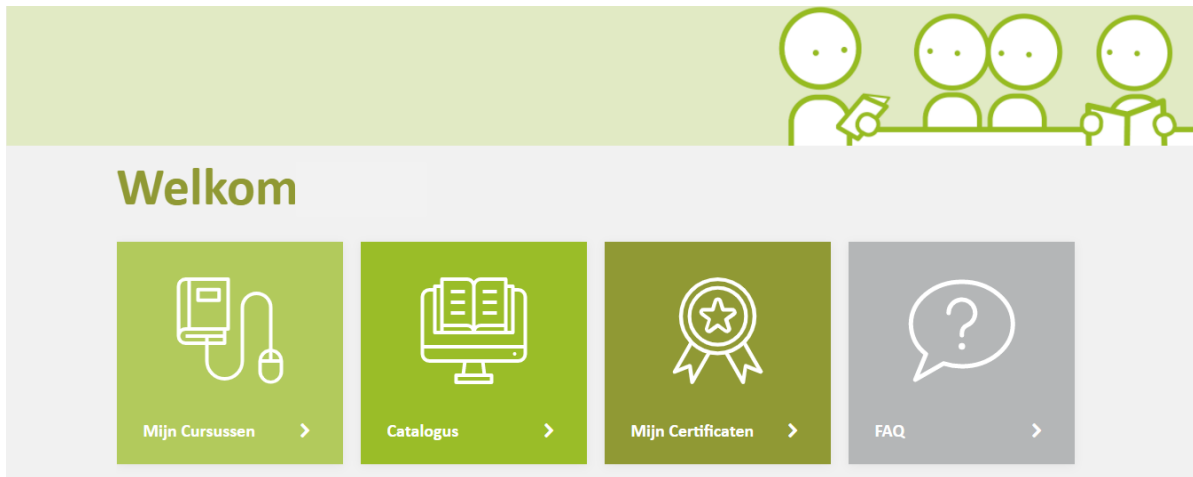 Welkom
Mijn Cursussen
Catalogus
Mijn Certificaten
FAQ